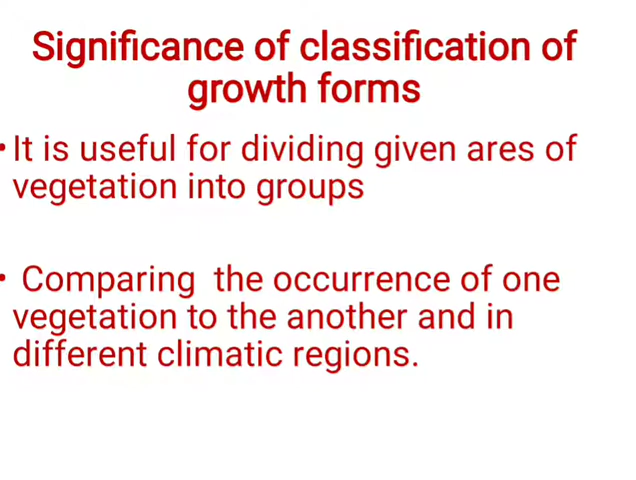 Significance of classification of
growth forms
•It is useful for dividing given ares of
vegetation into groups
• Comparing  the occurrence of one
vegetation to the another and in
different climatic regions.